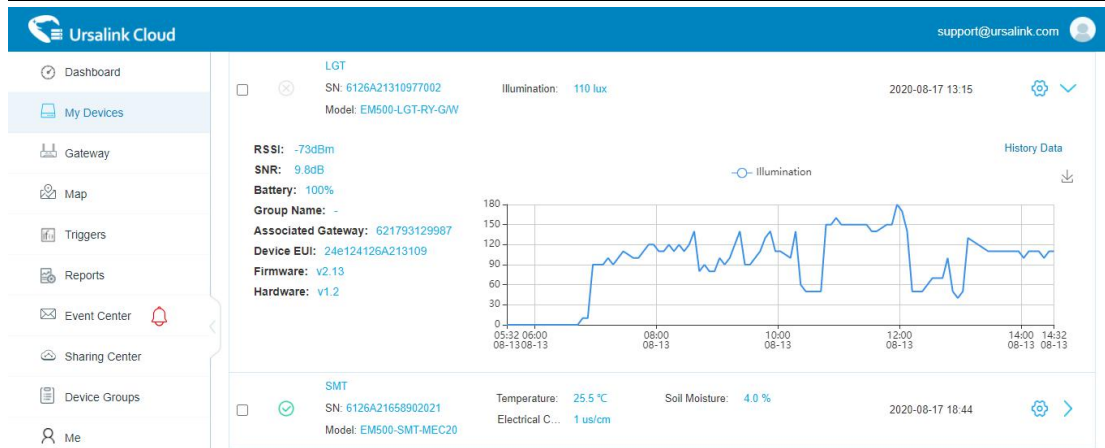 Ursalink Cloud
support@ursalink.com
Dashboard
My Devices
Gateway
Map
Triggers
Reports
Event Center
Sharing Center
Device Groups
Me
LGT
SN: 6126A21310977002
Model: EM500-LGT-RY-G/W
Illumination: 110 lux
2020-08-17 13:15
RSSI: -73dBm
SNR: 9.8dB
Battery: 100%
Group Name: -
Associated Gateway: 621793129987
Device EUI: 24e124126A213109
Firmware: v2.13
Hardware: v1.2
History Data
Illumination
180
150
120
90
60
30
0
05:32 06:00 08:00 10:00 12:00 14:00 14:32
08-13 08-13 08-13 08-13 08-13 08-13 08-13
SMT
SN: 6126A21658902021
Model: EM500-SMT-MEC20
Temperature: 25.5 °C Soil Moisture: 4.0 %
Electrical C... 1 us/cm
2020-08-17 18:44